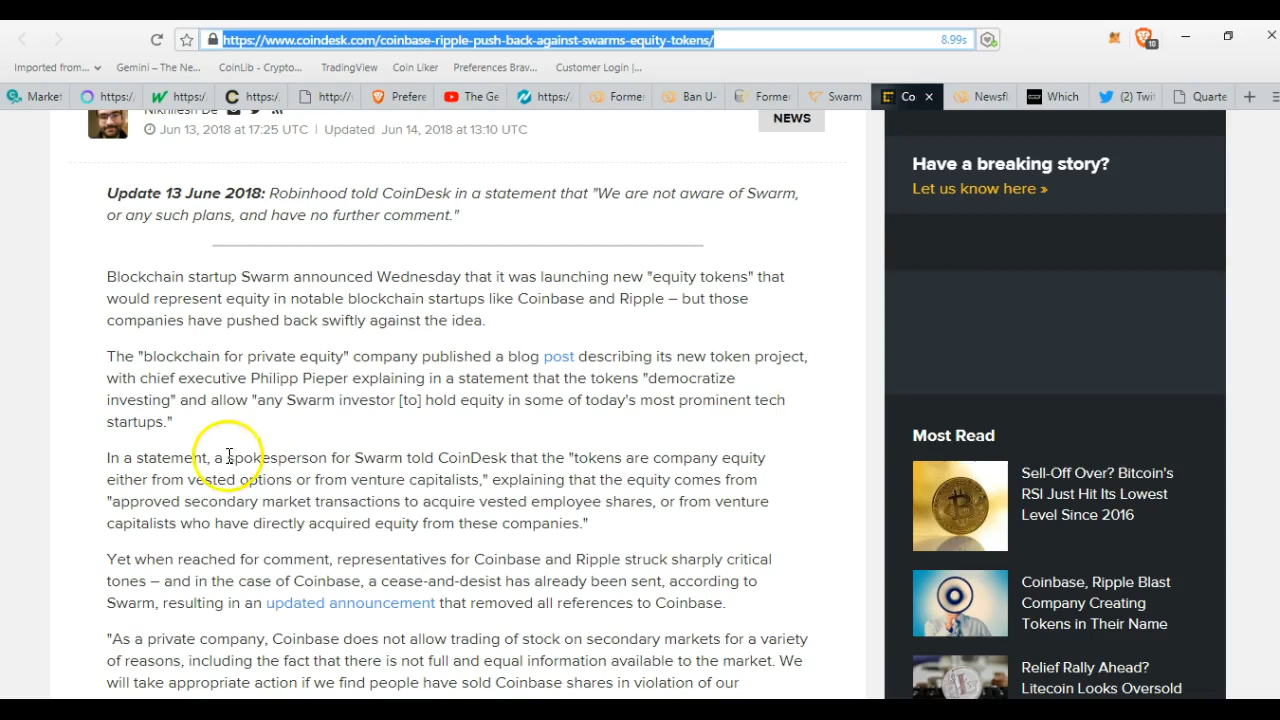 https://www.coindesk.com/coinbase-ripple-push-back-against-swarms-equity-tokens/
8.99s
10
Imported from...
Gemini – The Ne...
CoinLib - Crypto...
TradingView
Coin Liker
Preferences Brav...
Customer Login |...
Market
https:/
https:/
https:/
http:/
Prefere
The Ge
https:/
Forme
Ban U-
Forme
Swarm
Co
Newsfl
Which
(2) Twi
Quarte
Nikhilesh De
Jun 13, 2018 at 17:25 UTC | Updated Jun 14, 2018 at 13:10 UTC
NEWS
Update 13 June 2018: Robinhood told CoinDesk in a statement that "We are not aware of Swarm,
or any such plans, and have no further comment."
Blockchain startup Swarm announced Wednesday that it was launching new "equity tokens" that
would represent equity in notable blockchain startups like Coinbase and Ripple – but those
companies have pushed back swiftly against the idea.
The "blockchain for private equity" company published a blog post describing its new token project,
with chief executive Philipp Pieper explaining in a statement that the tokens "democratize
investing" and allow "any Swarm investor [to] hold equity in some of today's most prominent tech
startups."
In a statement, a spokesperson for Swarm told CoinDesk that the "tokens are company equity
either from vested options or from venture capitalists," explaining that the equity comes from
"approved secondary market transactions to acquire vested employee shares, or from venture
capitalists who have directly acquired equity from these companies."
Yet when reached for comment, representatives for Coinbase and Ripple struck sharply critical
tones – and in the case of Coinbase, a cease-and-desist has already been sent, according to
Swarm, resulting in an updated announcement that removed all references to Coinbase.
"As a private company, Coinbase does not allow trading of stock on secondary markets for a variety
of reasons, including the fact that there is not full and equal information available to the market. We
will take appropriate action if we find people have sold Coinbase shares in violation of our
Have a breaking story?
Let us know here »
Most Read
Sell-Off Over? Bitcoin's
RSI Just Hit Its Lowest
Level Since 2016
Coinbase, Ripple Blast
Company Creating
Tokens in Their Name
Relief Rally Ahead?
Litecoin Looks Oversold